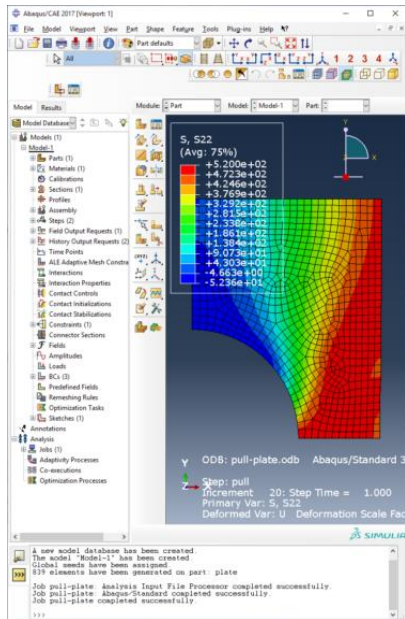 Abaqus/CAE 2017 [Viewport: 1]
File Model Viewport View Part Shape Feature Tools Plug-ins Help
Part defaults
All
1 2 3 4
Model Results
Module: Part Model: Model-1 Part:
Model Database
Models (1)
Model-1
Parts (1)
Materials (1)
Calibrations
Sections (1)
Profiles
Assembly
Steps (2)
Field Output Requests (1)
History Output Requests (2)
Time Points
ALE Adaptive Mesh Constra
Interactions
Interaction Properties
Contact Controls
Contact Initializations
Contact Stabilizations
Constraints (1)
Connector Sections
Fields
Amplitudes
Loads
BCs (3)
Predefined Fields
Remeshing Rules
Optimization Tasks
Sketches (1)
Annotations
Analysis
Jobs (1)
Adaptivity Processes
Co-executions
Optimization Processes
S, S22
(Avg: 75%)
+5.200e+02
+4.723e+02
+4.246e+02
+3.769e+02
+3.292e+02
+2.815e+02
+2.338e+02
+1.861e+02
+1.384e+02
+9.073e+01
+4.303e+01
-4.663e+00
-5.236e+01
Y
X
Y
Z X
ODB: pull-plate.odb Abaqus/Standard 3
Step: pull
Increment 20: Step Time = 1.000
Primary Var: S, S22
Deformed Var: U Deformation Scale Fac
SIMULIA
A new model database has been created.
The model "Model-1" has been created.
Global seeds have been assigned.
839 elements have been generated on part: plate
Job pull-plate: Analysis Input File Processor completed successfully.
Job pull-plate: Abaqus/Standard completed successfully.
Job pull-plate completed successfully.
>>>